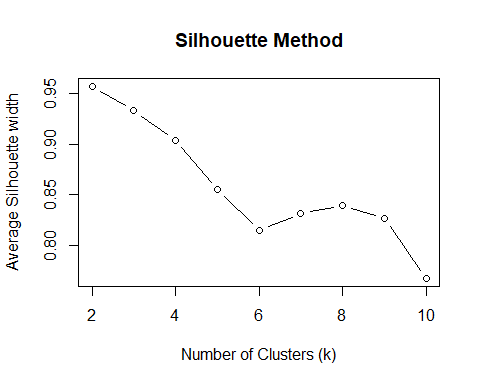 Silhouette Method
Average Silhouette width
0.95
0.90
0.85
0.80
2 4 6 8 10
Number of Clusters (k)